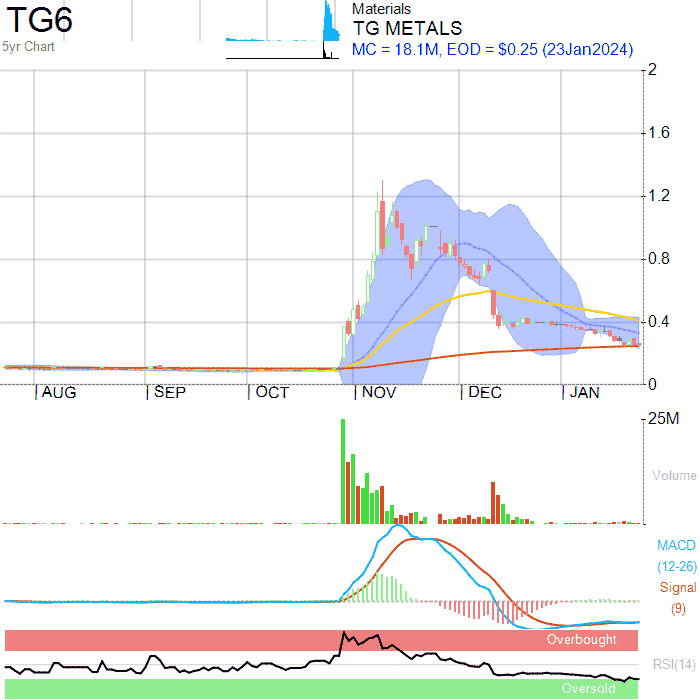 TG6
5yr Chart
Materials
TG METALS
MC = 18.1M, EOD = $0.25 (23Jan2024)
2
1.6
1.2
0.8
0.4
0
AUG SEP OCT NOV DEC JAN
25M
Volume
MACD
(12-26)
Signal
(9)
Overbought
RSI(14)
Oversold